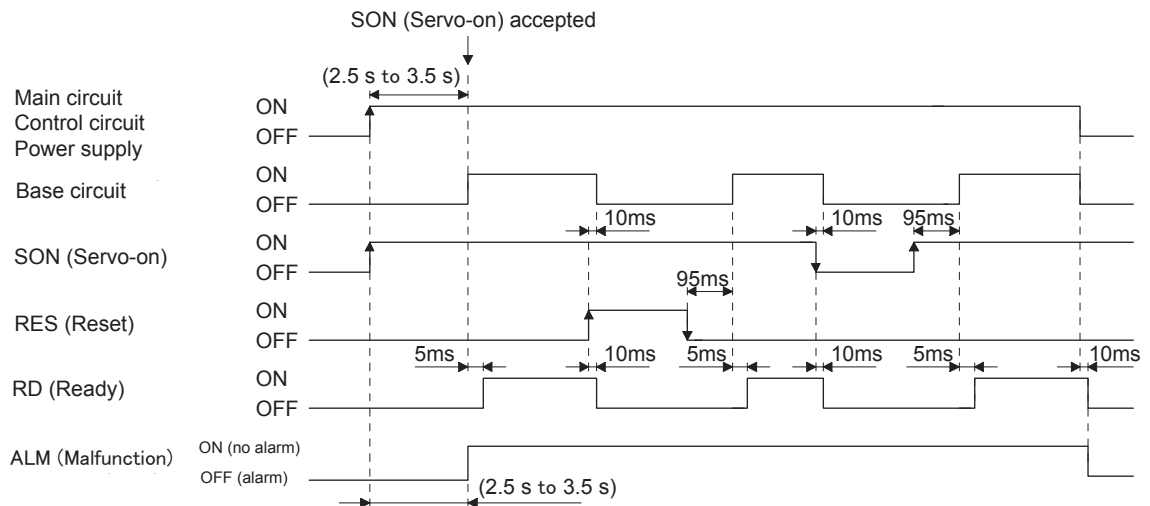 SON (Servo-on) accepted
(2.5 s to 3.5 s)
Main circuit
Control circuit
Power supply
ON
OFF
Base circuit
ON
OFF
10ms
10ms
95ms
SON (Servo-on)
ON
OFF
95ms
RES (Reset)
ON
OFF
5ms
10ms
5ms
10ms
5ms
10ms
RD (Ready)
ON
OFF
ALM (Malfunction)
ON (no alarm)
OFF (alarm)
(2.5 s to 3.5 s)